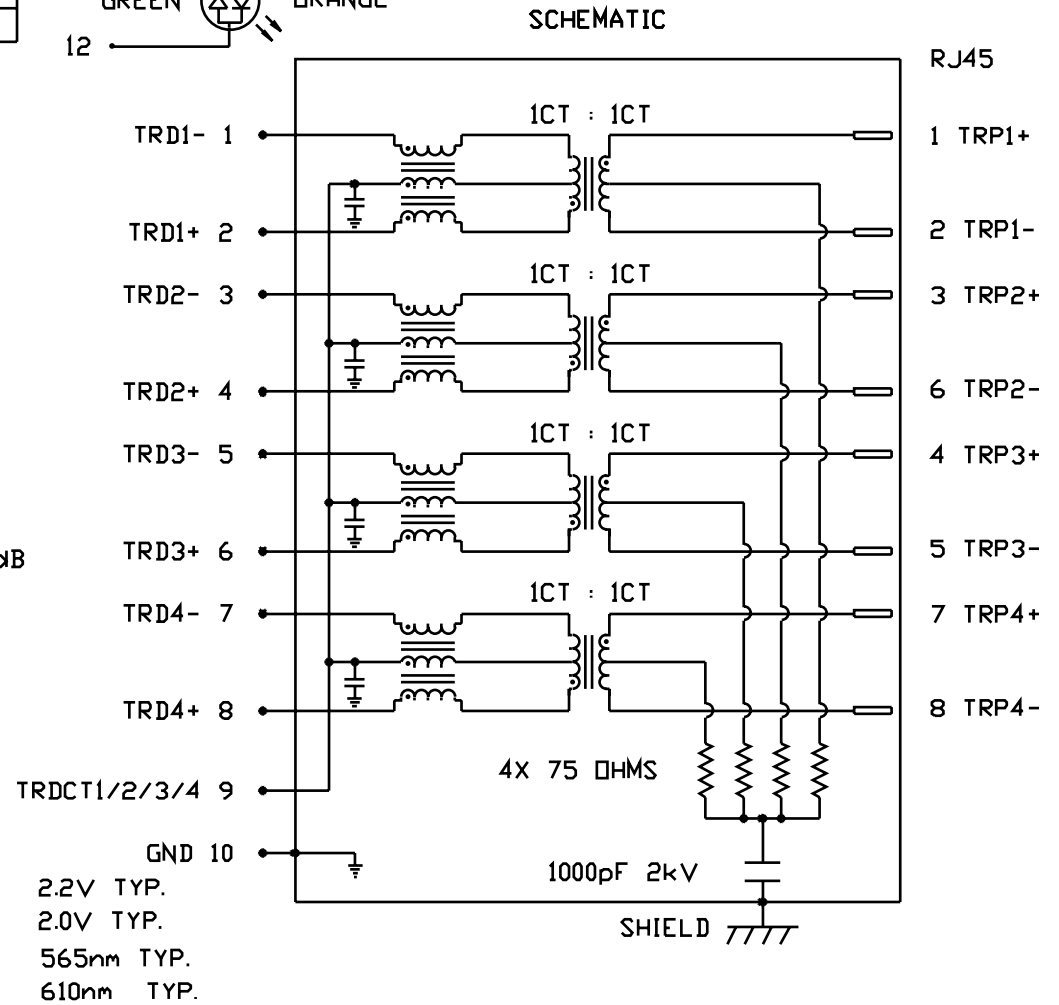 SCHEMATIC
GREEN ORANGE
12
RJ45
1CT : 1CT
TRD1- 1
1 TRP1+
TRD1+ 2
2 TRP1-
1CT : 1CT
TRD2- 3
3 TRP2+
TRD2+ 4
6 TRP2-
1CT : 1CT
TRD3- 5
4 TRP3+
TRD3+ 6
5 TRP3-
dB
1CT : 1CT
TRD4- 7
7 TRP4+
TRD4+ 8
8 TRP4-
4X 75 OHMS
TRDCT1/2/3/4 9
GND 10
1000pF 2kV
2.2V TYP.
2.0V TYP.
SHIELD
565nm TYP.
610nm TYP.